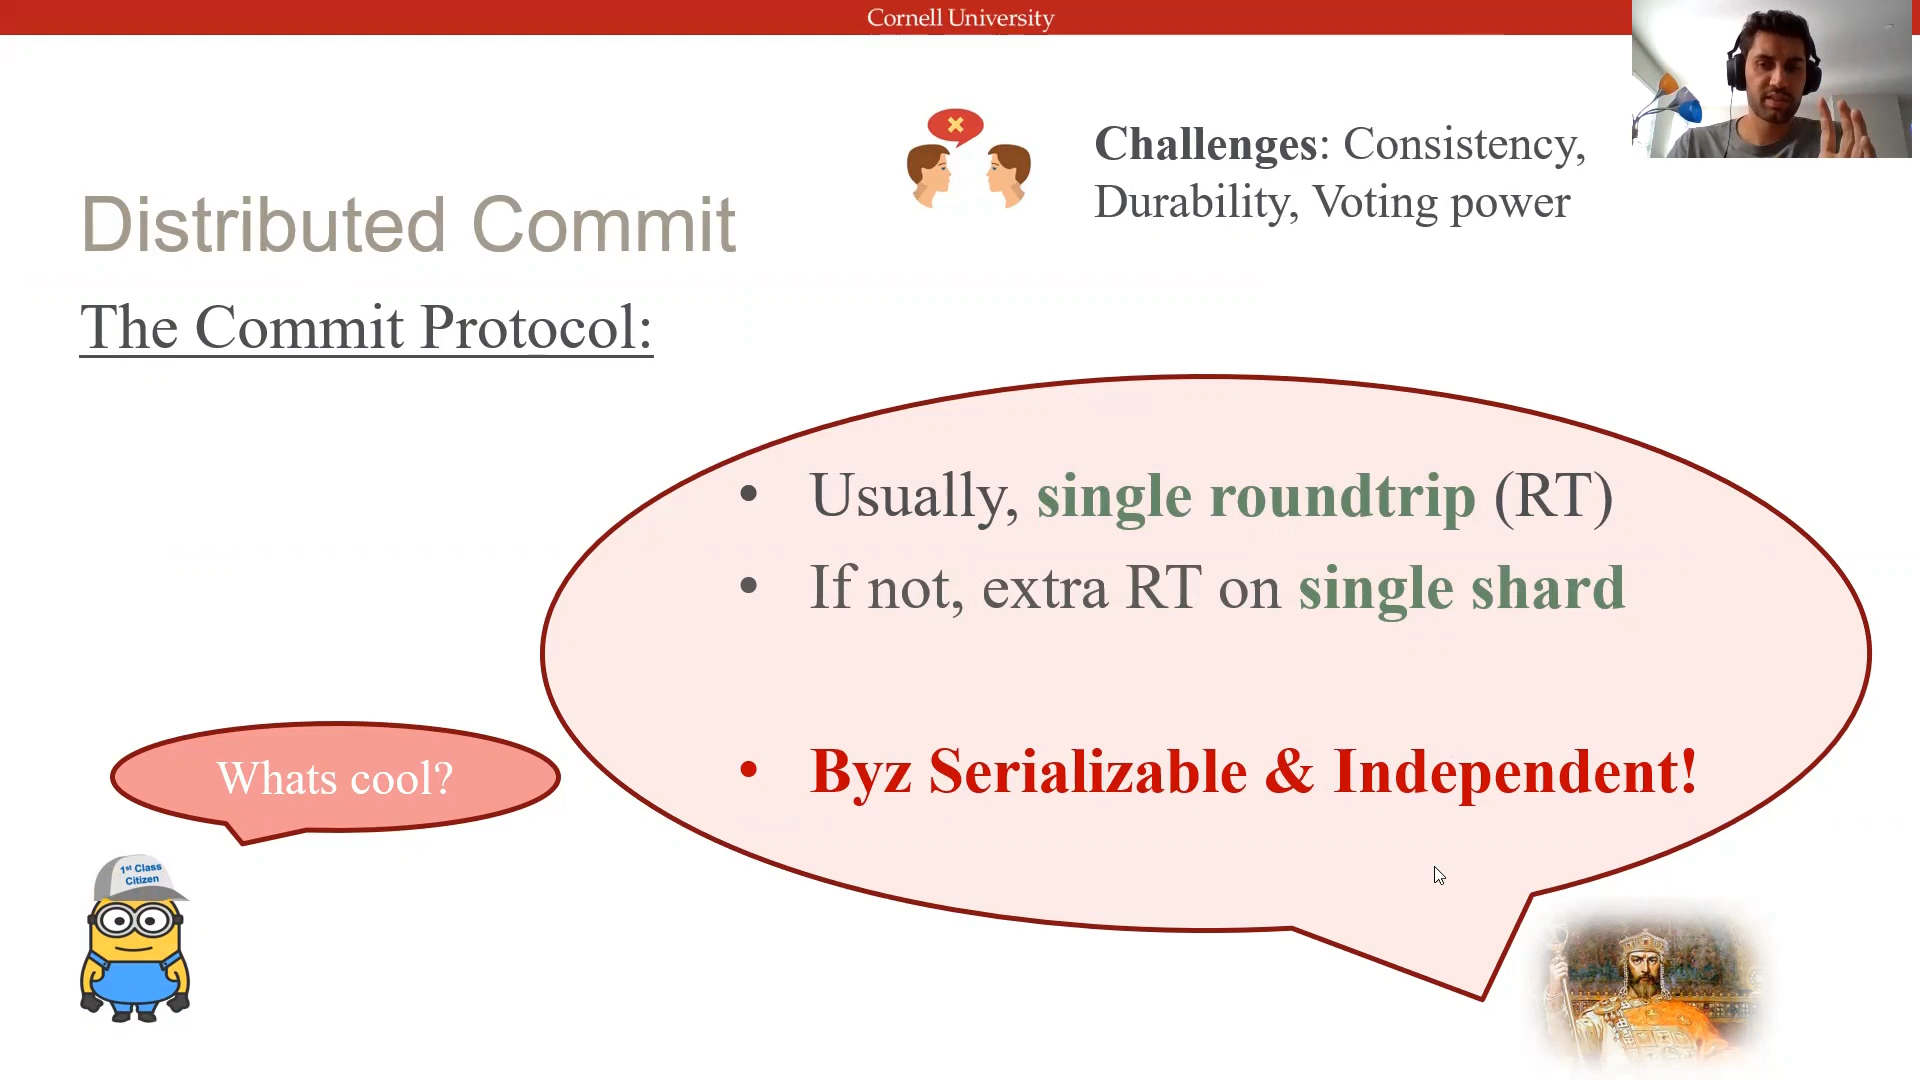 Cornell University
Challenges: Consistency,
Durability, Voting power
Distributed Commit
The Commit Protocol:
• Usually, single roundtrip (RT)
• If not, extra RT on single shard
• Byz Serializable & Independent!
Whats cool?
1st Class
Citizen